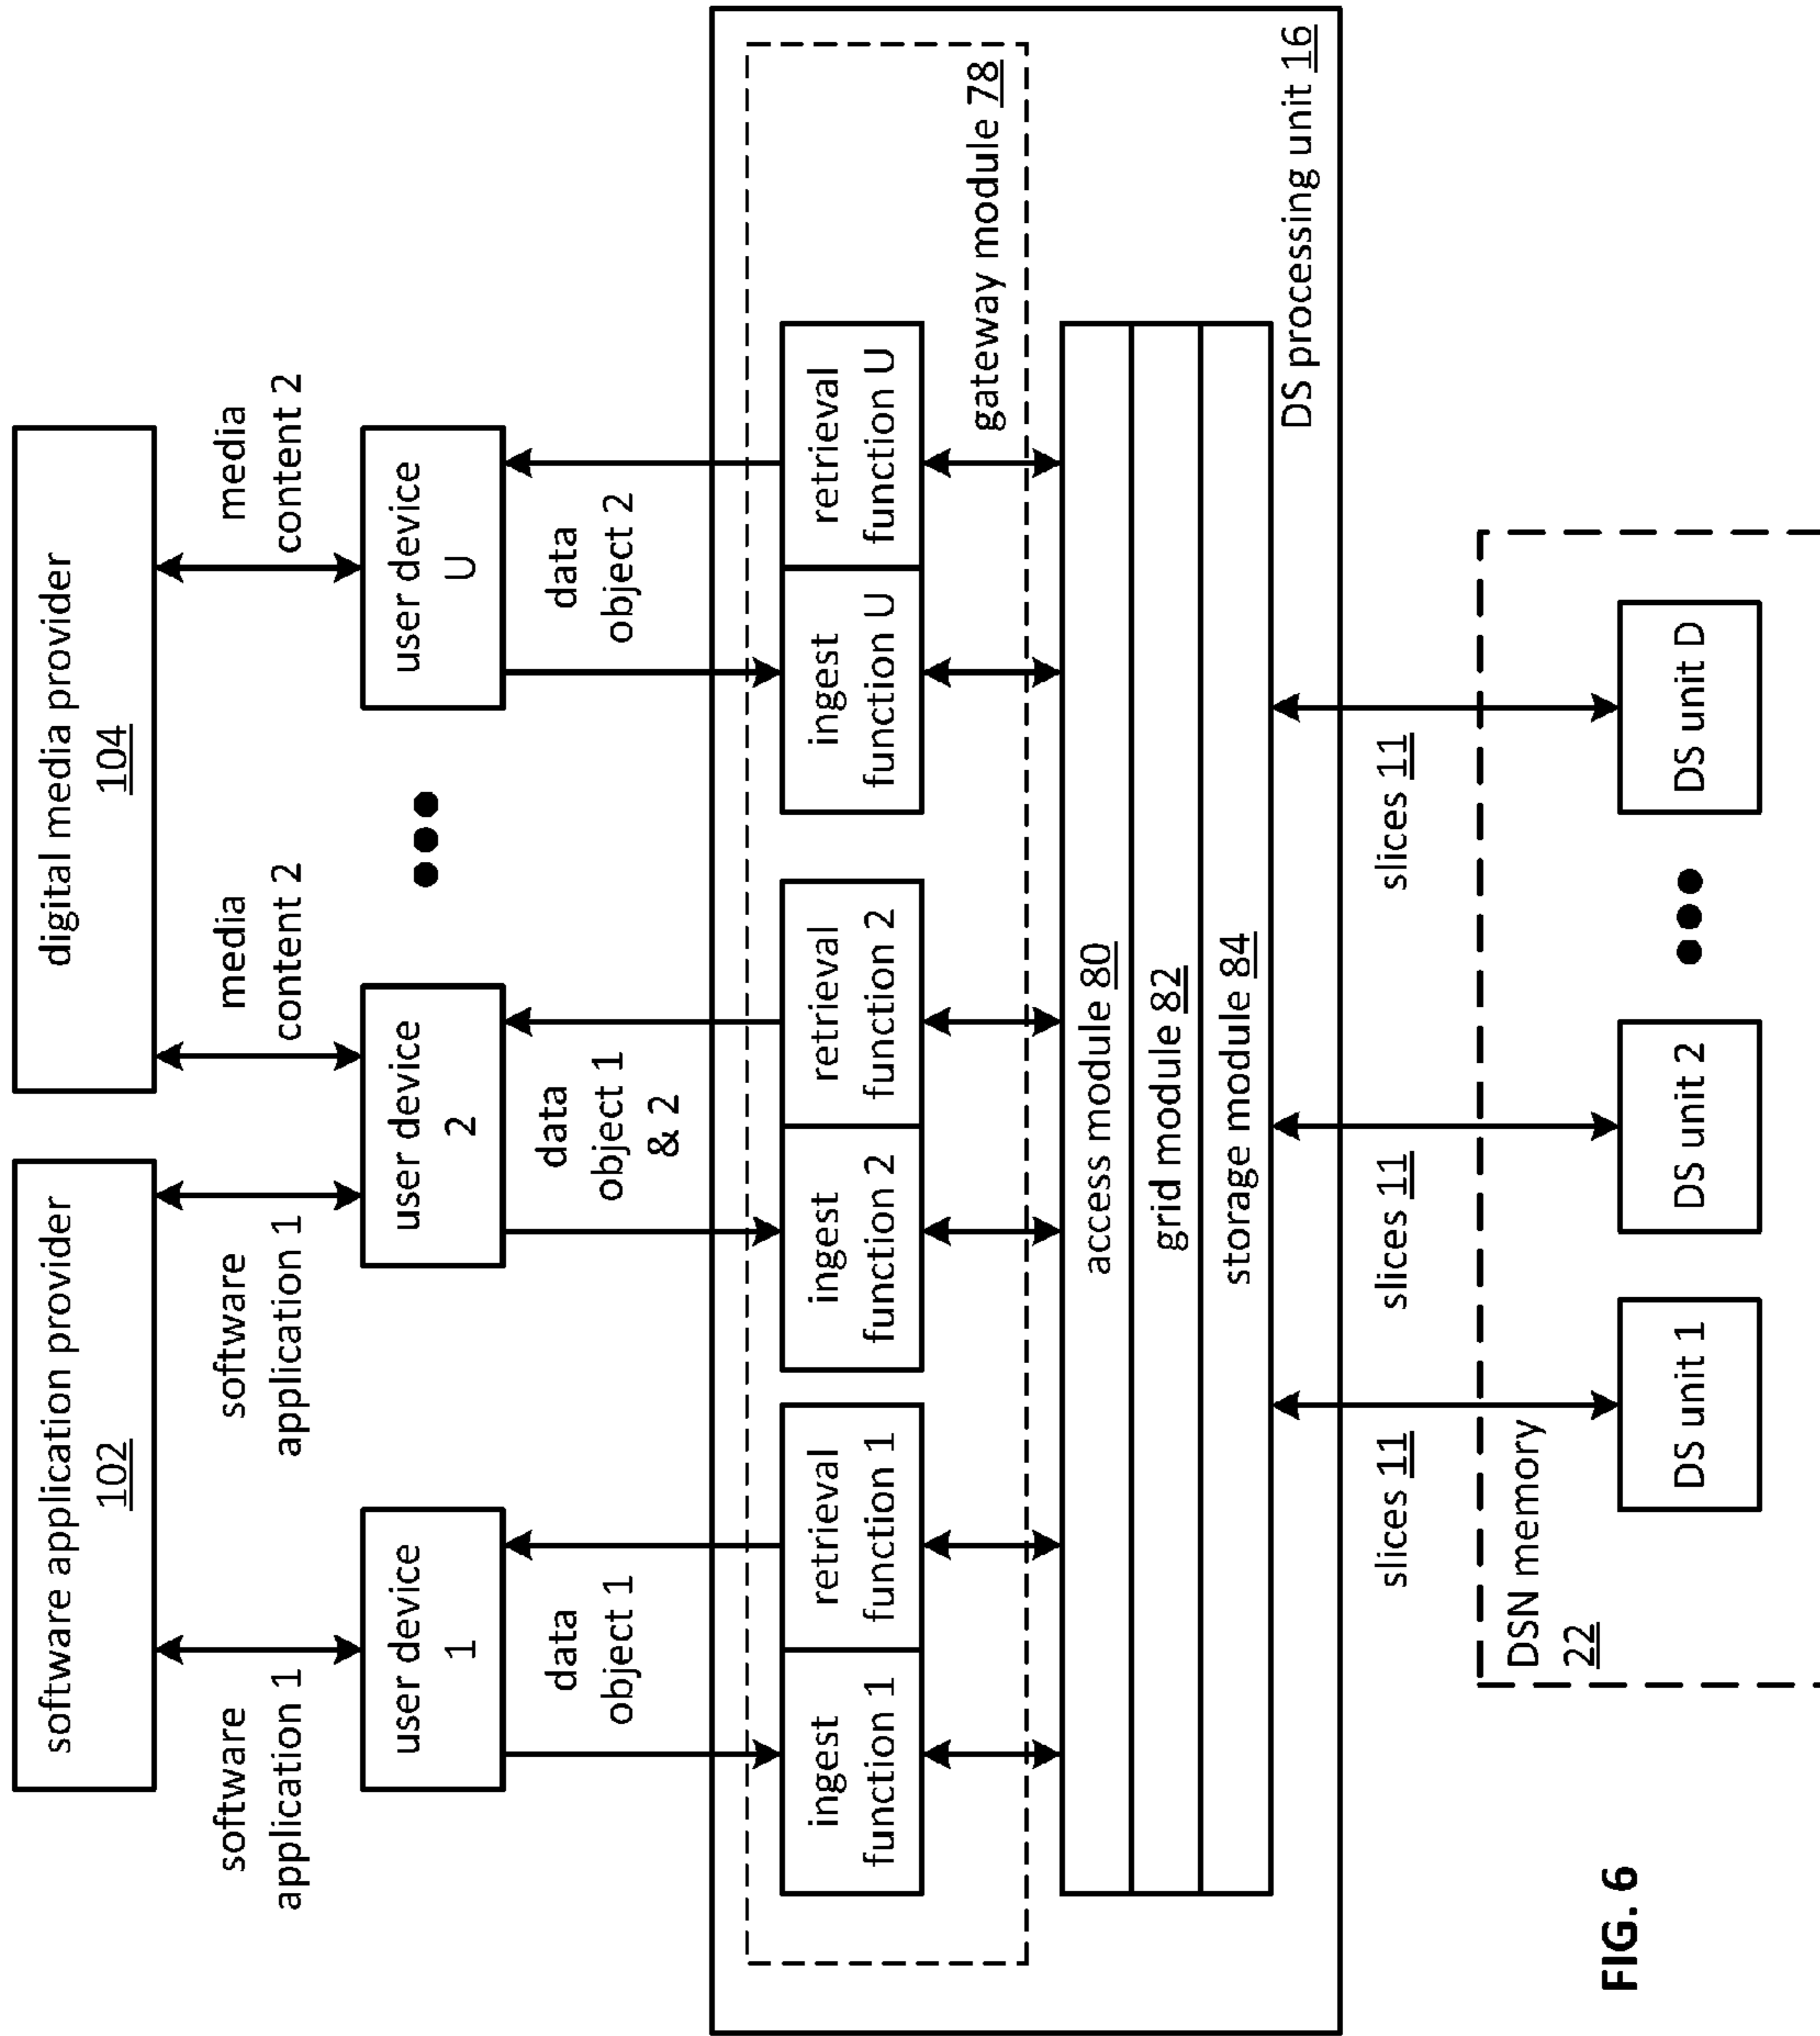 software application provider
102
digital media provider
104
software
application 1
software
application 1
media
content 2
media
content 2
user device
1
user device
2
user device
U
data
object 1
data
object 1
& 2
data
object 2
ingest
function 1
retrieval
function 1
ingest
function 2
retrieval
function 2
ingest
function U
retrieval
function U
gateway module 78
access module 80
grid module 82
storage module 84
DS processing unit 16
slices 11
slices 11
slices 11
DSN memory
22
DS unit 1
DS unit 2
DS unit D
FIG. 6